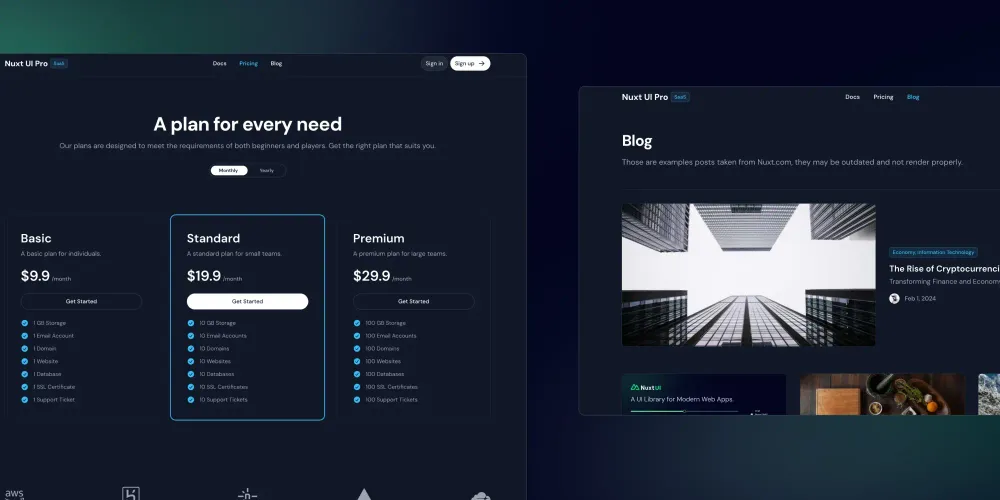 Nuxt UI Pro SaaS
Docs Pricing Blog
Sign in Sign up
A plan for every need
Our plans are designed to meet the requirements of both beginners and players. Get the right plan that suits you.
Monthly Yearly
Basic
A basic plan for individuals.
$9.9 /month
Get Started
1 GB Storage
1 Email Account
1 Domain
1 Website
1 Database
1 SSL Certificate
1 Support Ticket
Standard
A standard plan for small teams.
$19.9 /month
Get Started
10 GB Storage
10 Email Accounts
10 Domains
10 Websites
10 Databases
10 SSL Certificates
10 Support Tickets
Premium
A premium plan for large teams.
$29.9 /month
Get Started
100 GB Storage
100 Email Accounts
100 Domains
100 Websites
100 Databases
100 SSL Certificates
100 Support Tickets
aws
Nuxt UI Pro SaaS
Docs Pricing Blog
Blog
Those are examples posts taken from Nuxt.com, they may be outdated and not render properly.
Economy, Information Technology
The Rise of Cryptocurrenci
Transforming Finance and Economy
Feb 1, 2024
NuxtUI
A UI Library for Modern Web Apps